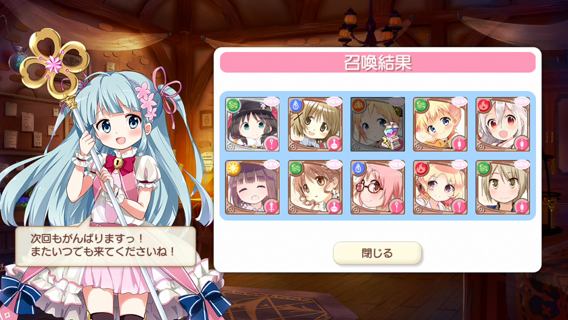 召喚結果
次回もがんばりますっ！
またいつでも来てくださいね！
閉じる